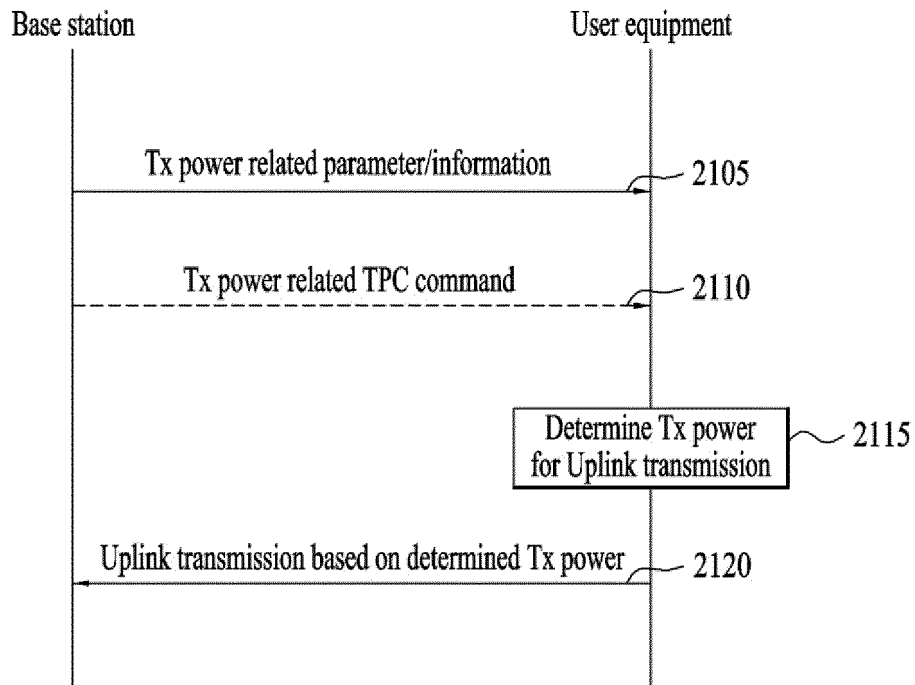 Base station
User equipment
Tx power related parameter/information
2105
Tx power related TPC command
2110
Determine Tx power
for Uplink transmission
2115
Uplink transmission based on determined Tx power
2120